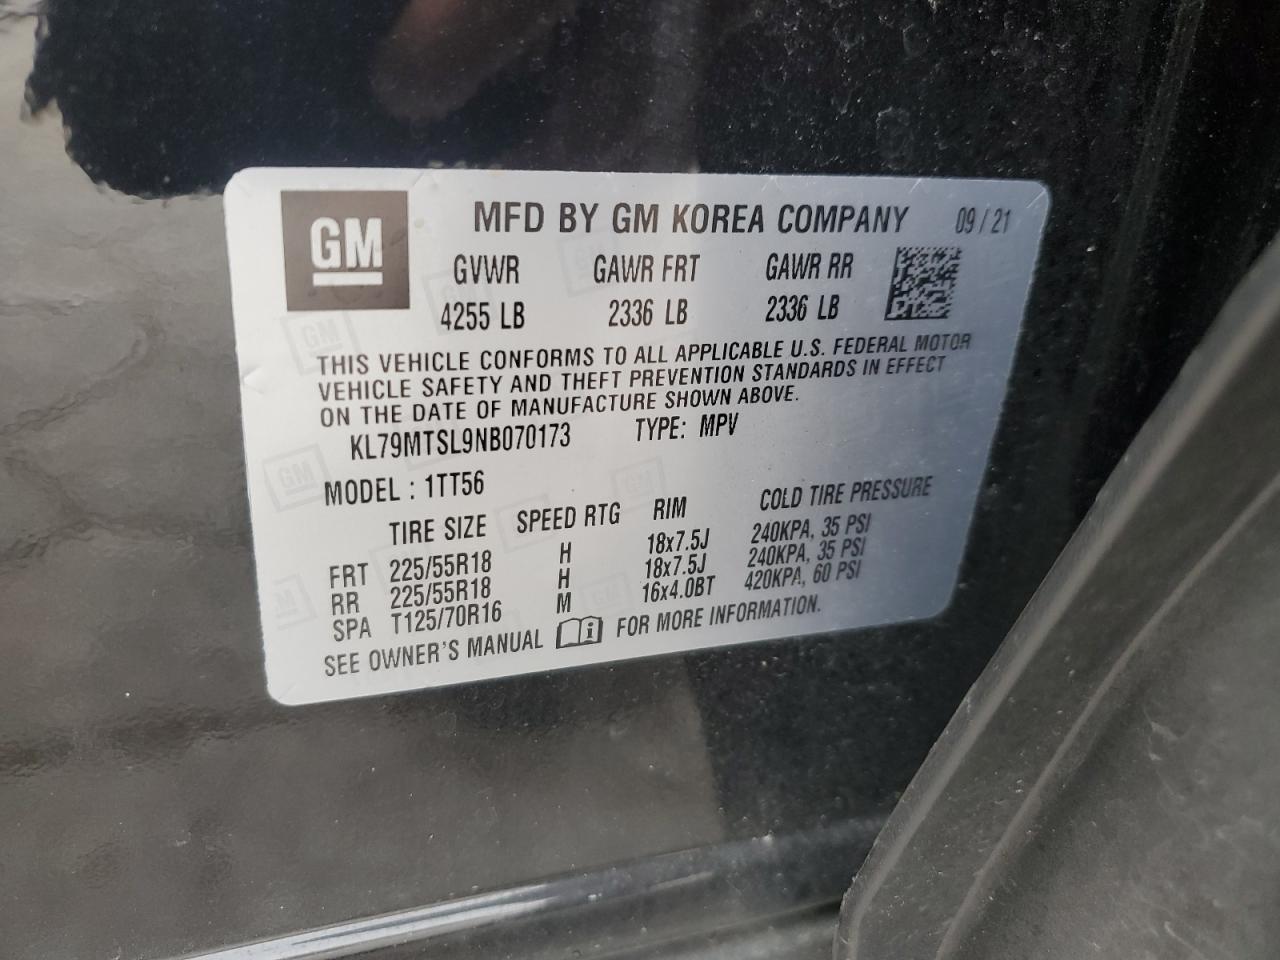 GM
MFD BY GM KOREA COMPANY 09/21
GVWR GAWR FRT GAWR RR
4255 LB 2336 LB 2336 LB
THIS VEHICLE CONFORMS TO ALL APPLICABLE U.S. FEDERAL MOTOR
VEHICLE SAFETY AND THEFT PREVENTION STANDARDS IN EFFECT
ON THE DATE OF MANUFACTURE SHOWN ABOVE.
KL79MTSL9NB070173 TYPE: MPV
MODEL : 1TT56
TIRE SIZE SPEED RTG RIM COLD TIRE PRESSURE
FRT 225/55R18 H 18x7.5J 240KPA, 35 PSI
RR 225/55R18 H 18x7.5J 240KPA, 35 PSI
SPA T125/70R16 M 16x4.0BT 420KPA, 60 PSI
SEE OWNER'S MANUAL i FOR MORE INFORMATION.